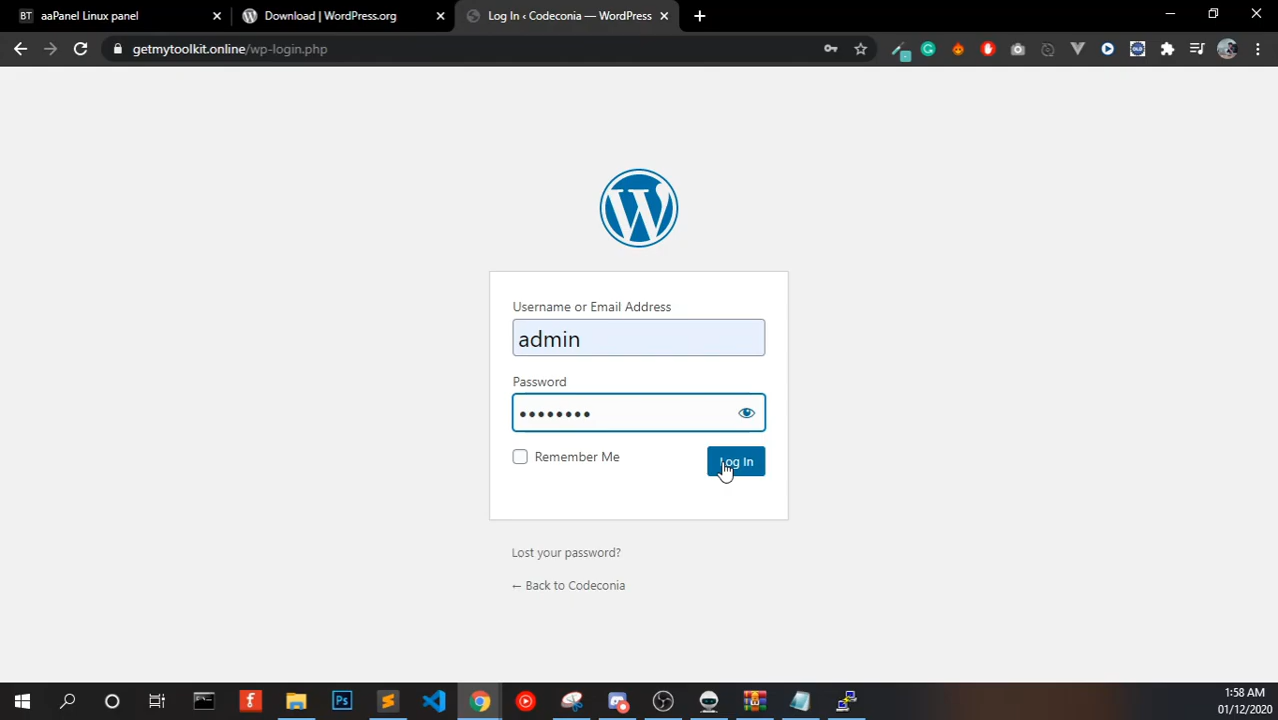 BT aaPanel Linux panel
Download | WordPress.org
Log In ‹ Codeconia — WordPress
getmytoolkit.online/wp-login.php
Username or Email Address
admin
Password
••••••••
Remember Me
Log In
Lost your password?
← Back to Codeconia
1:58 AM
01/12/2020